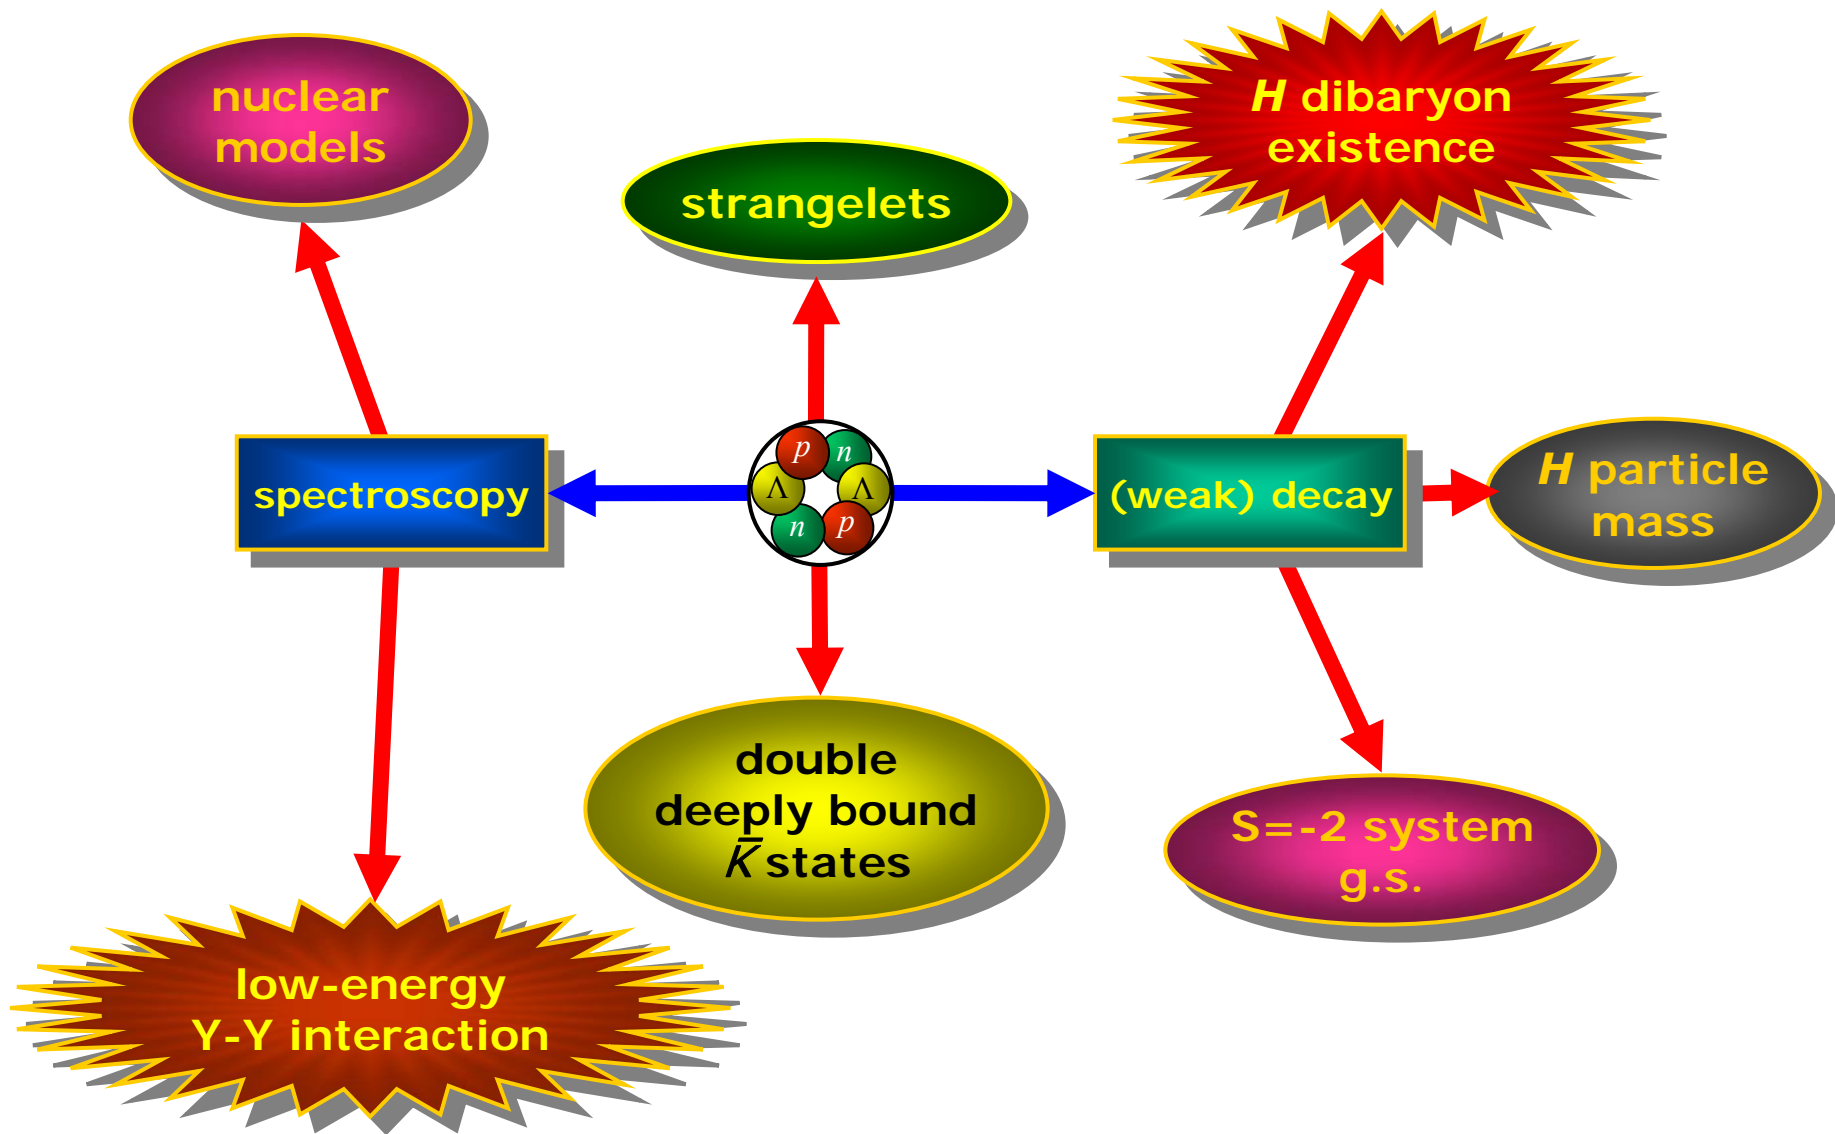 nuclear
models
strangelets
H dibaryon
existence
spectroscopy
p
n
Λ
Λ
n
p
(weak) decay
H particle
mass
double
deeply bound
K̄ states
S=-2 system
g.s.
low-energy
Y-Y interaction